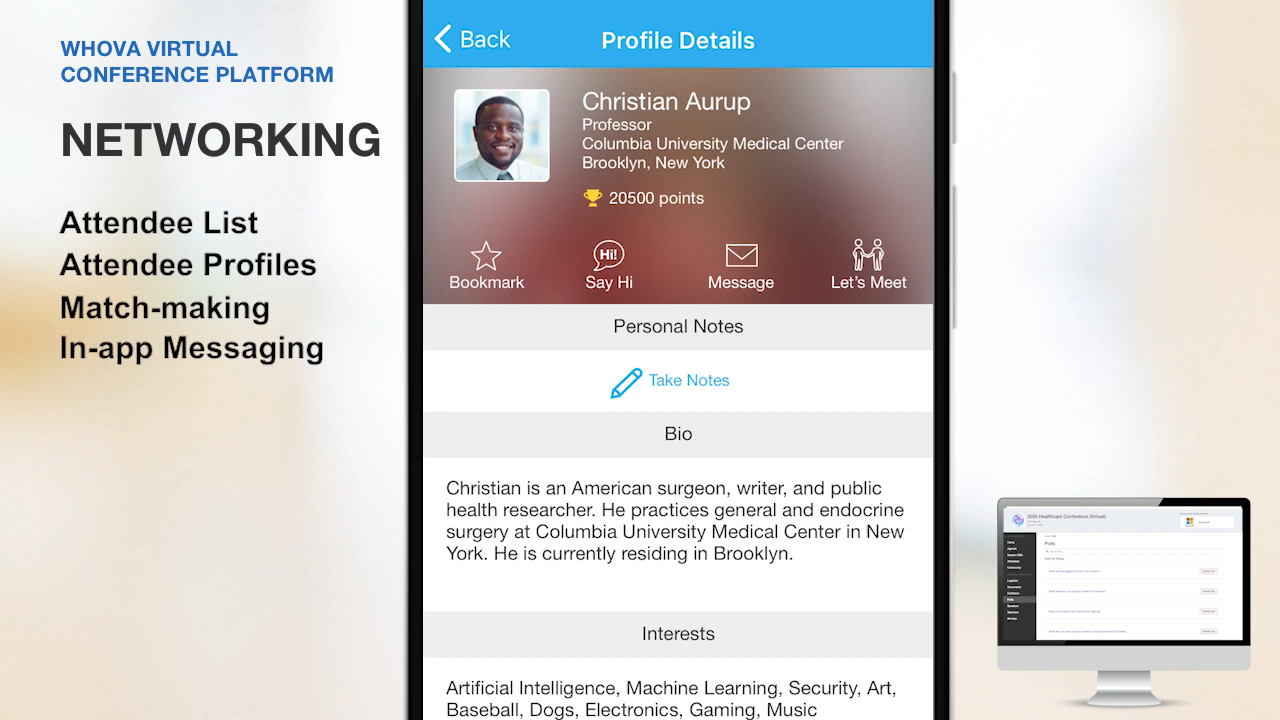 WHOVA VIRTUAL
CONFERENCE PLATFORM
NETWORKING
Attendee List
Attendee Profiles
Match-making
In-app Messaging
Back
Profile Details
Christian Aurup
Professor
Columbia University Medical Center
Brooklyn, New York
20500 points
Hi!
Bookmark
Say Hi
Message
Let's Meet
Personal Notes
Take Notes
Bio
Christian is an American surgeon, writer, and public
health researcher. He practices general and endocrine
surgery at Columbia University Medical Center in New
York. He is currently residing in Brooklyn.
Interests
Artificial Intelligence, Machine Learning, Security, Art,
Baseball, Dogs, Electronics, Gaming, Music
2020 Healthcare Conference (Virtual)
Polls